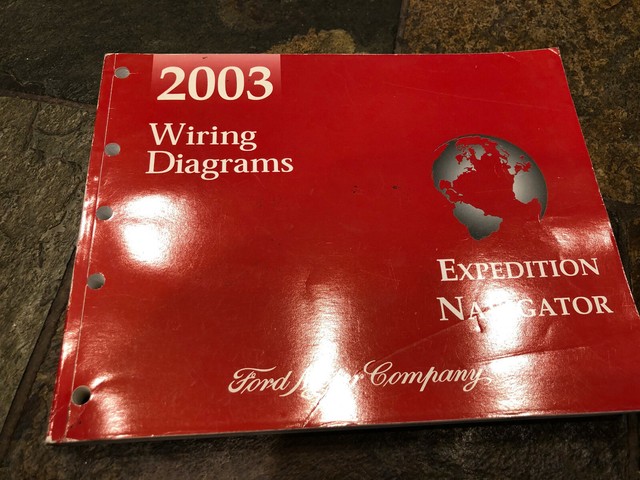 2003
Wiring
Diagrams
EXPEDITION
NAVIGATOR
Ford Motor Company